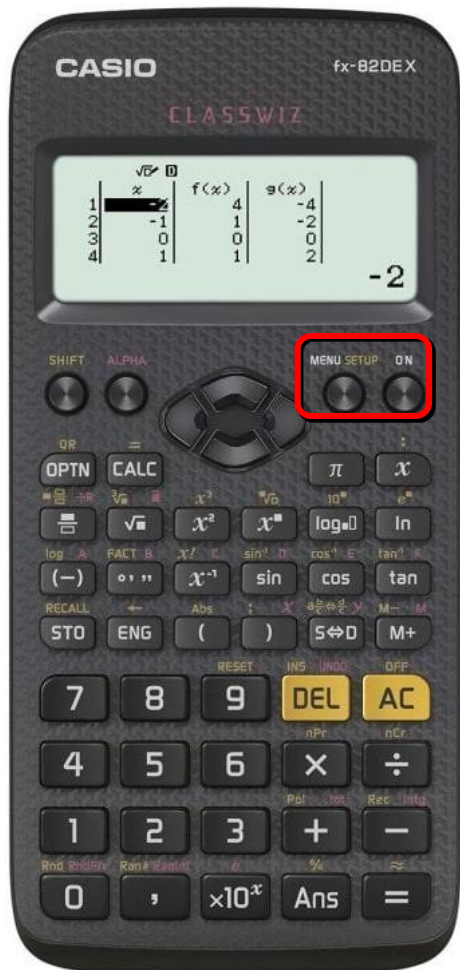 CASIO fx-82DE X
CLASSWIZ
√▫/ D
x f(x) g(x)
1 -2 4 -4
2 -1 1 -2
3 0 0 0
4 1 1 2
-2
SHIFT ALPHA MENU SETUP ON
QR = :
OPTN CALC π x
▪▤ ÷R ³√▪ x³ ▪√▫ 10▪ e▪
√▪ x² x▪ log▪▯ ln
log A FACT B x! C sin⁻¹ D cos⁻¹ E tan⁻¹ F
(−) ° ’ ” x⁻¹ sin cos tan
RECALL ← Abs ; x a b/c⇔d/c y M− M
STO ENG ( ) S⇔D M+
RESET INS UNDO OFF
7 8 9 DEL AC
nPr nCr
4 5 6 × ÷
Pol Int Rec Intg
1 2 3 + −
Rnd RndFix Ran# RanInt e % ≈
0 , ×10ˣ Ans =